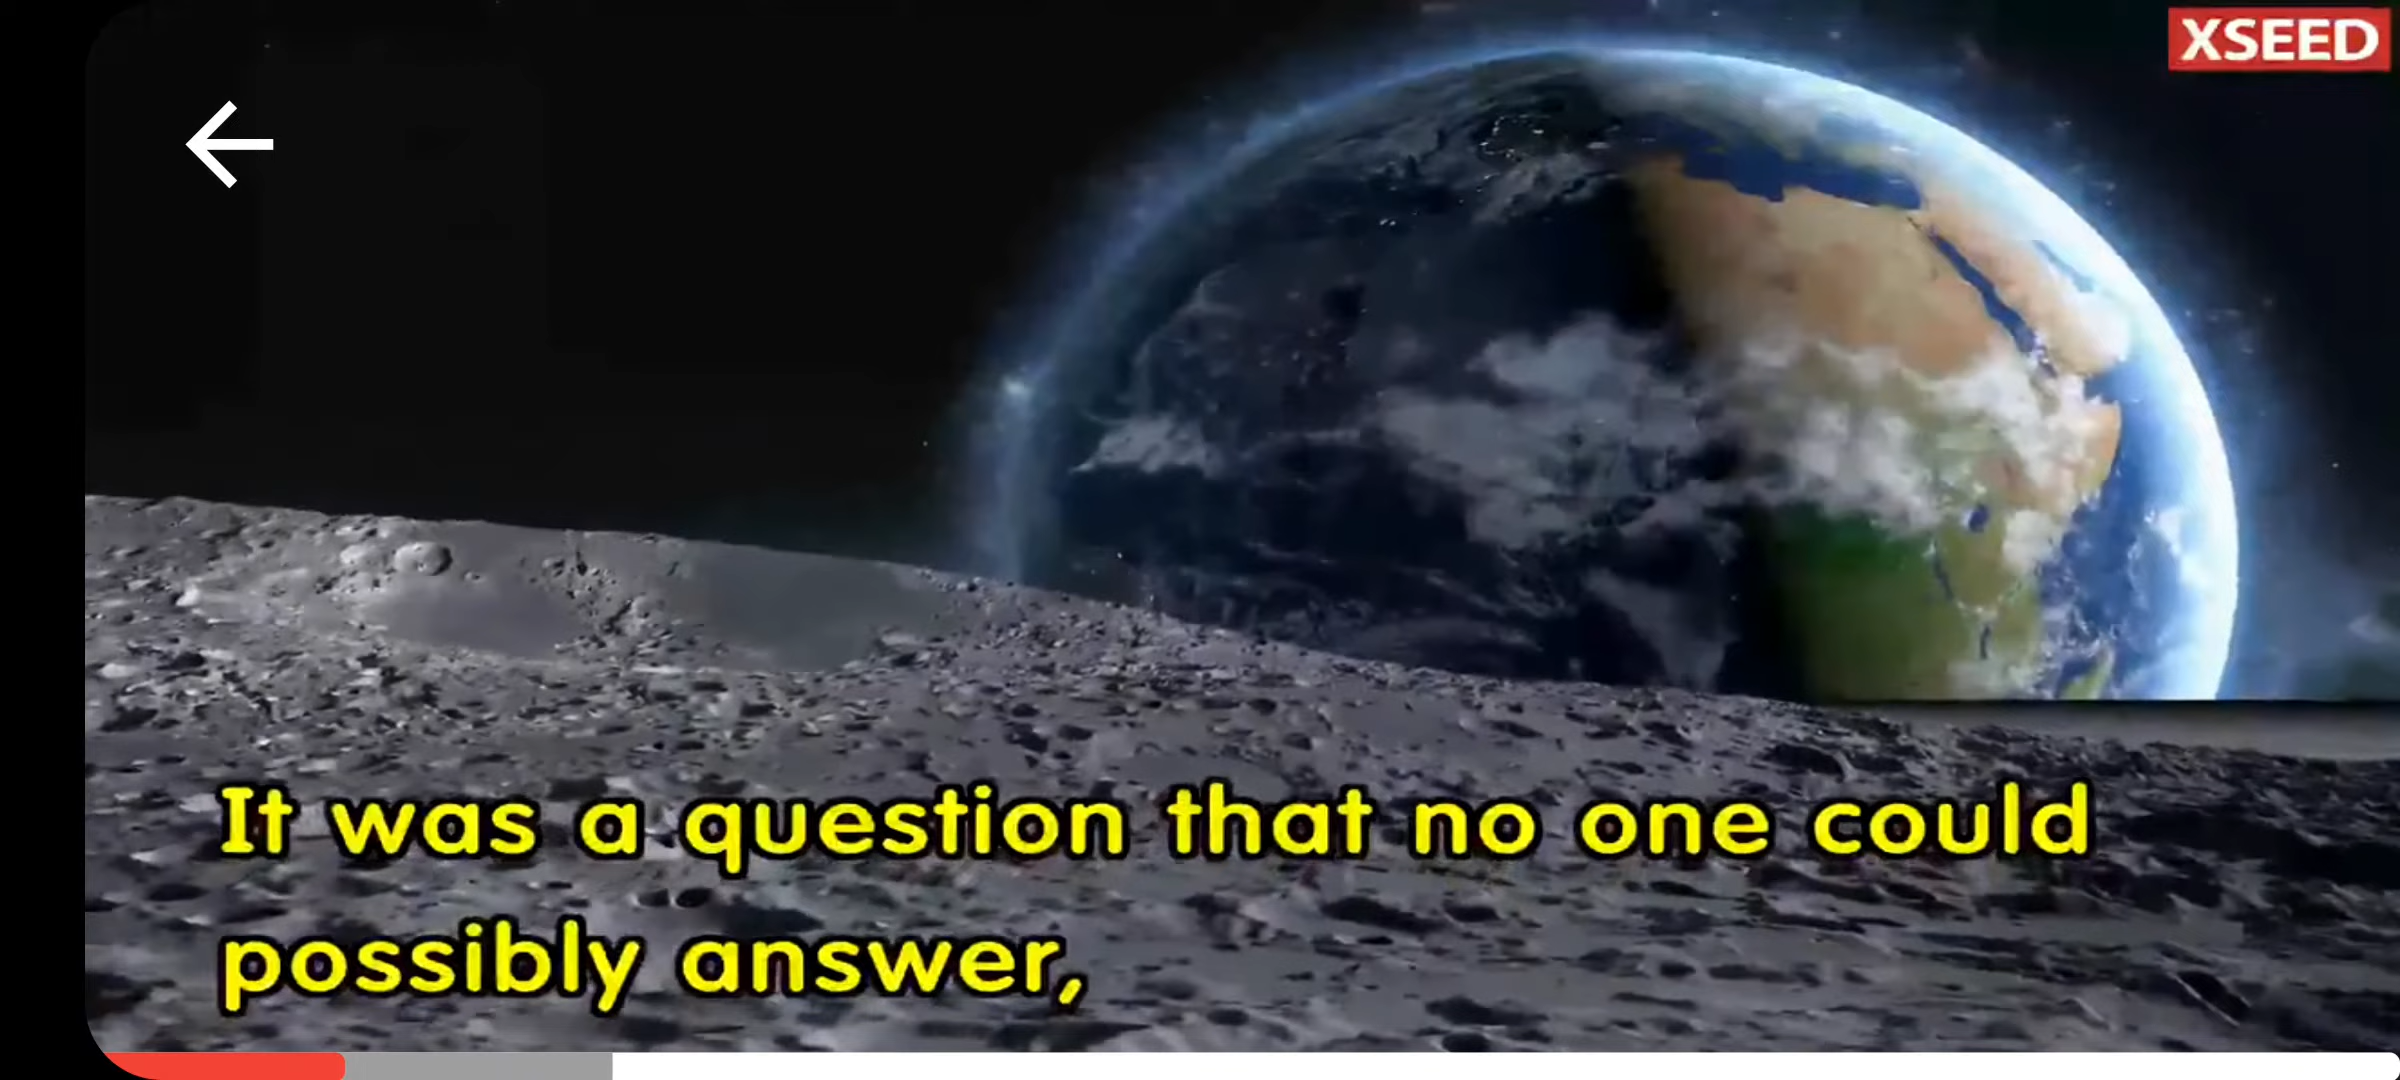 XSEED
It was a question that no one could
possibly answer,